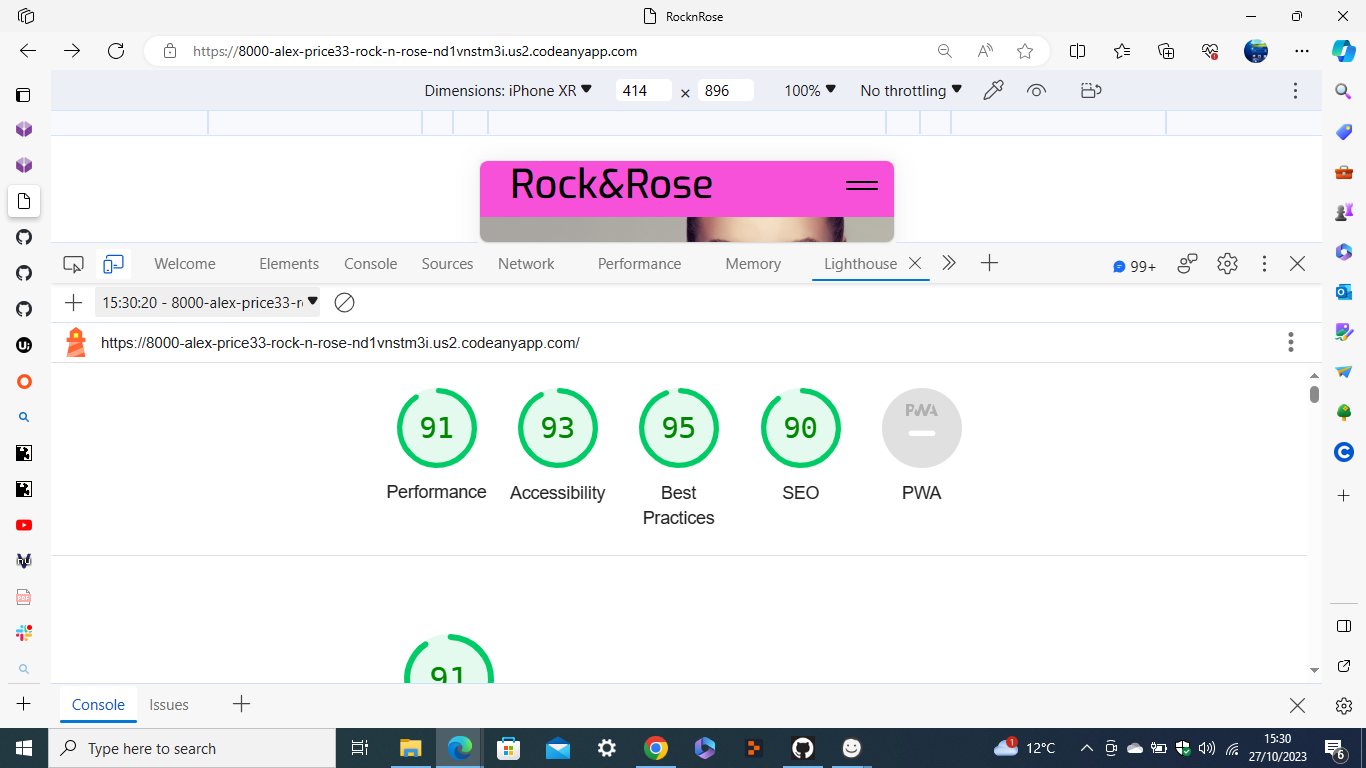 RocknRose
https://8000-alex-price33-rock-n-rose-nd1vnstm3i.us2.codeanyapp.com
Dimensions: iPhone XR 414 × 896 100% No throttling
Rock&Rose
Welcome Elements Console Sources Network Performance Memory Lighthouse 99+
15:30:20 - 8000-alex-price33-r
https://8000-alex-price33-rock-n-rose-nd1vnstm3i.us2.codeanyapp.com/
91 93 95 90 PWA
Performance Accessibility Best Practices SEO PWA
91
Console Issues
Type here to search
1 12°C
15:30
27/10/2023
6